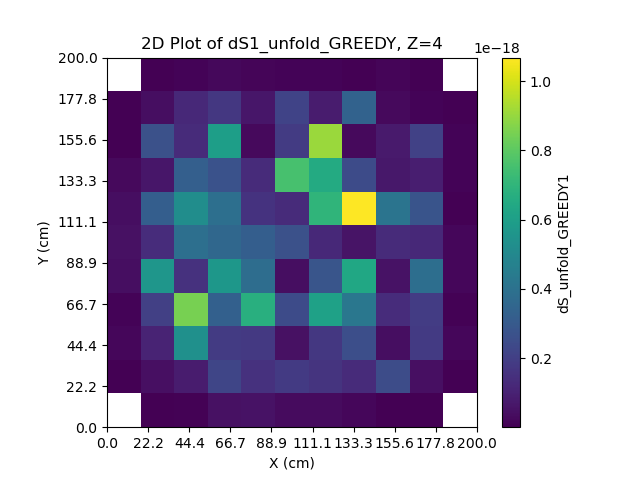 2D Plot of dS1_unfold_GREEDY, Z=4
1e−18
200.0
177.8
155.6
133.3
111.1
88.9
66.7
44.4
22.2
0.0
Y (cm)
0.0 22.2 44.4 66.7 88.9 111.1 133.3 155.6 177.8 200.0
X (cm)
1.0
0.8
0.6
0.4
0.2
dS_unfold_GREEDY1